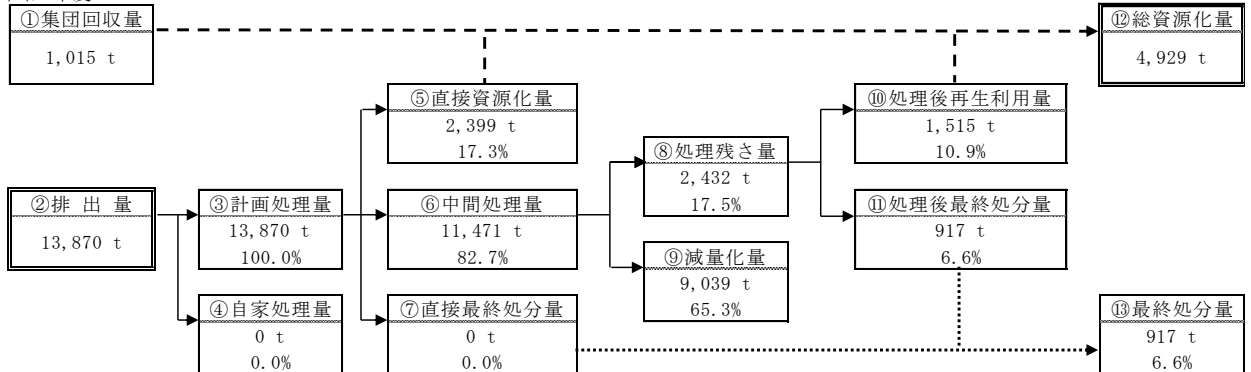 ①集団回収量
1,015 t
⑫総資源化量
4,929 t
⑤直接資源化量
2,399 t
17.3%
⑩処理後再生利用量
1,515 t
10.9%
⑧処理残さ量
2,432 t
17.5%
②排出量
13,870 t
③計画処理量
13,870 t
100.0%
⑥中間処理量
11,471 t
82.7%
⑪処理後最終処分量
917 t
6.6%
⑨減量化量
9,039 t
65.3%
④自家処理量
0 t
0.0%
⑦直接最終処分量
0 t
0.0%
⑬最終処分量
917 t
6.6%